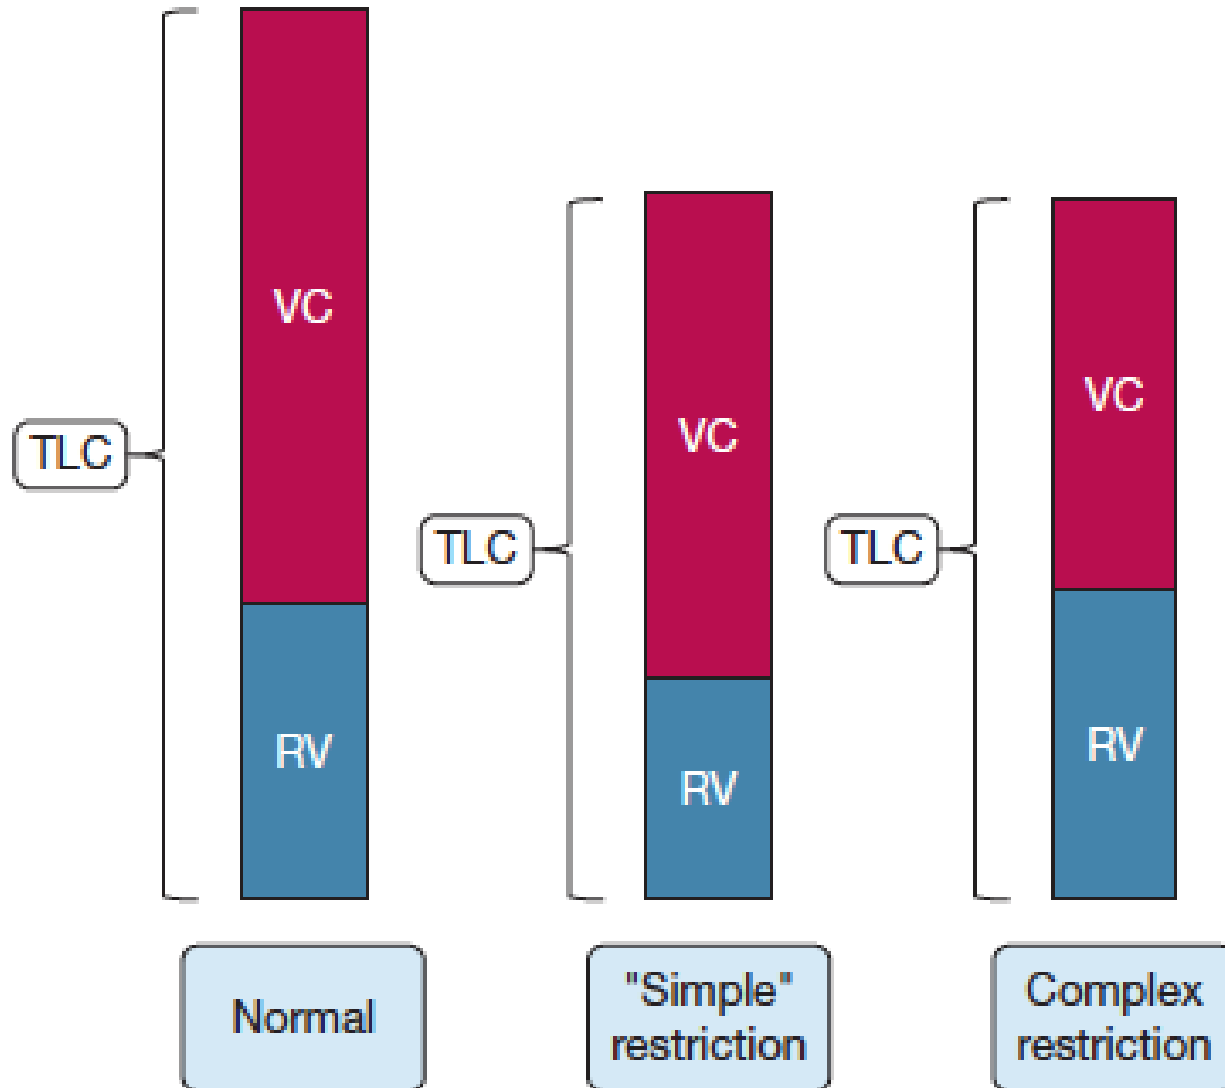 VC
TLC
RV
Normal
VC
TLC
RV
"Simple"
restriction
VC
TLC
RV
Complex
restriction